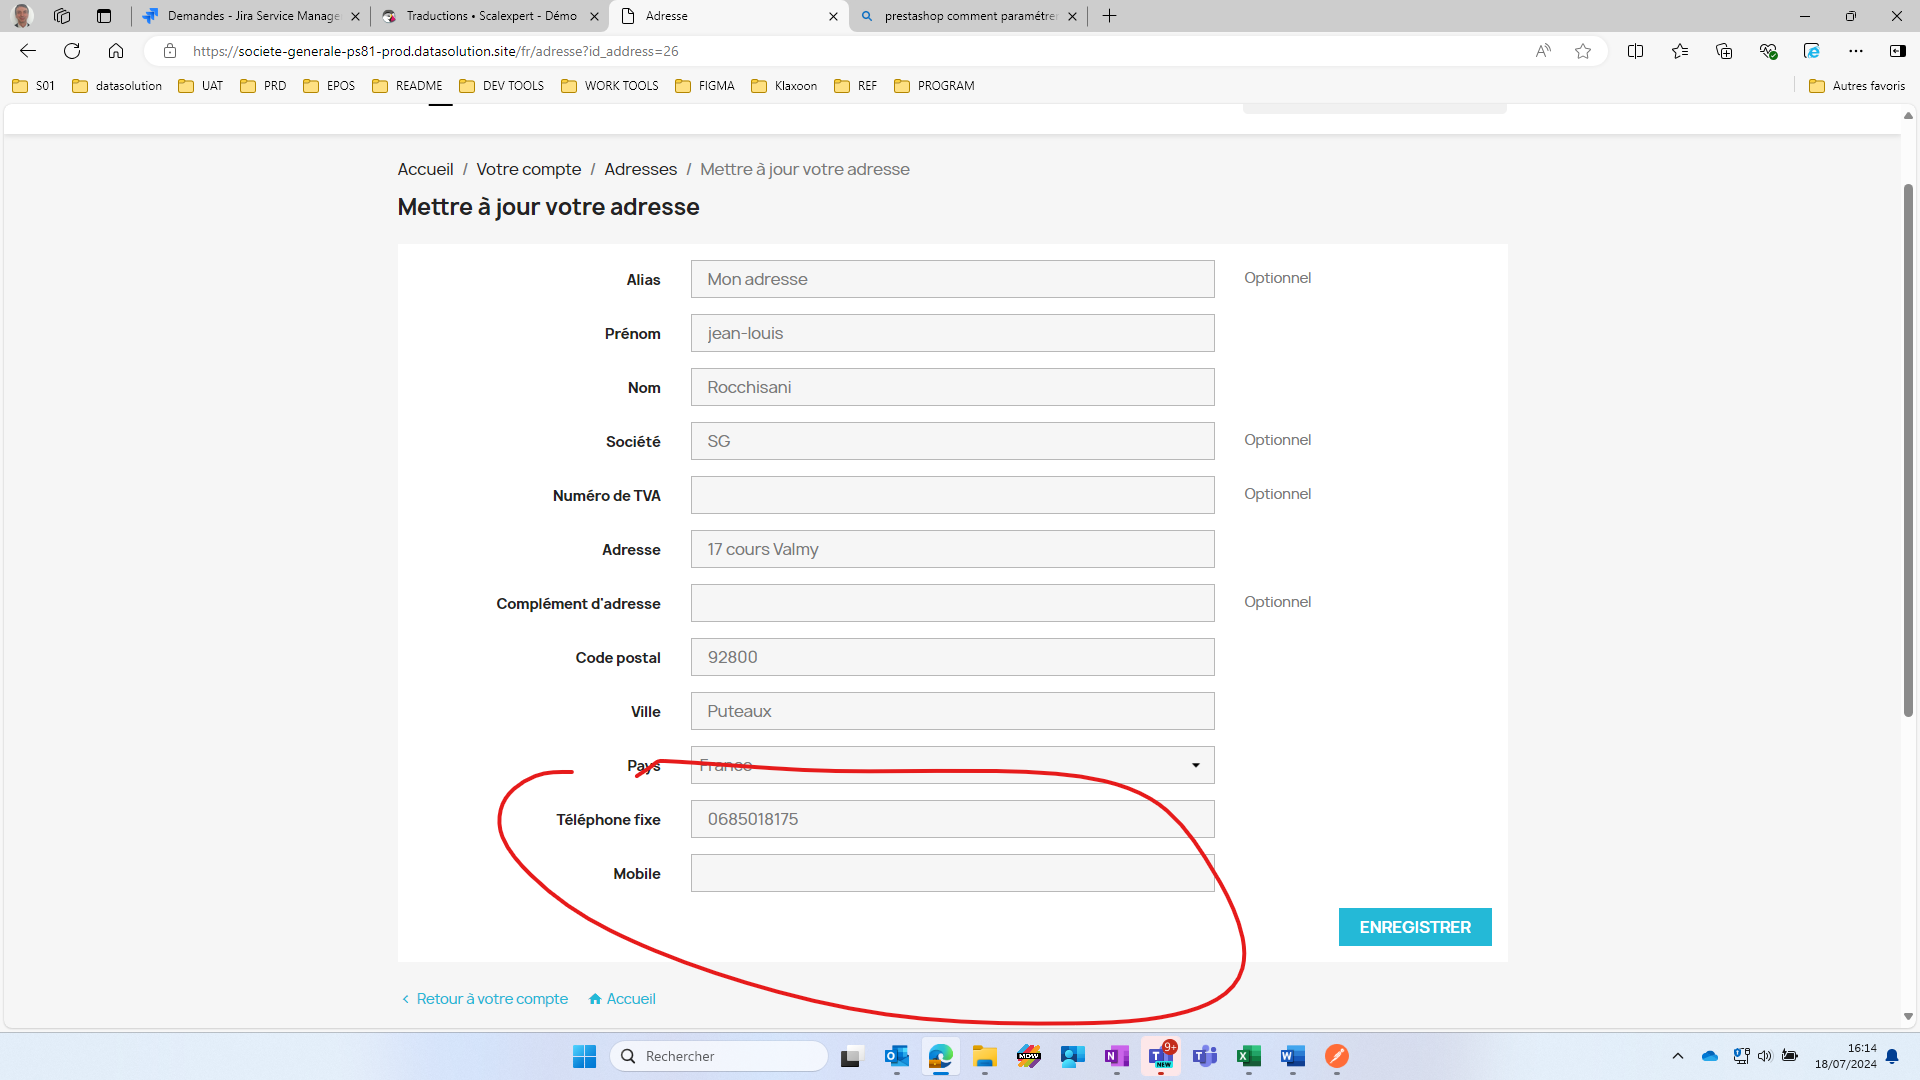 Demandes - Jira Service Manage
Traductions • Scalexpert - Démo
Adresse
prestashop comment paramétrer
https://societe-generale-ps81-prod.datasolution.site/fr/adresse?id_address=26
S01
datasolution
UAT
PRD
EPOS
README
DEV TOOLS
WORK TOOLS
FIGMA
Klaxoon
REF
PROGRAM
Autres favoris
Accueil / Votre compte / Adresses / Mettre à jour votre adresse
Mettre à jour votre adresse
Alias Mon adresse Optionnel
Prénom jean-louis
Nom Rocchisani
Société SG Optionnel
Numéro de TVA Optionnel
Adresse 17 cours Valmy
Complément d'adresse Optionnel
Code postal 92800
Ville Puteaux
Pays France
Téléphone fixe 0685018175
Mobile
ENREGISTRER
Retour à votre compte Accueil
Rechercher
9+
NEW
16:14
18/07/2024